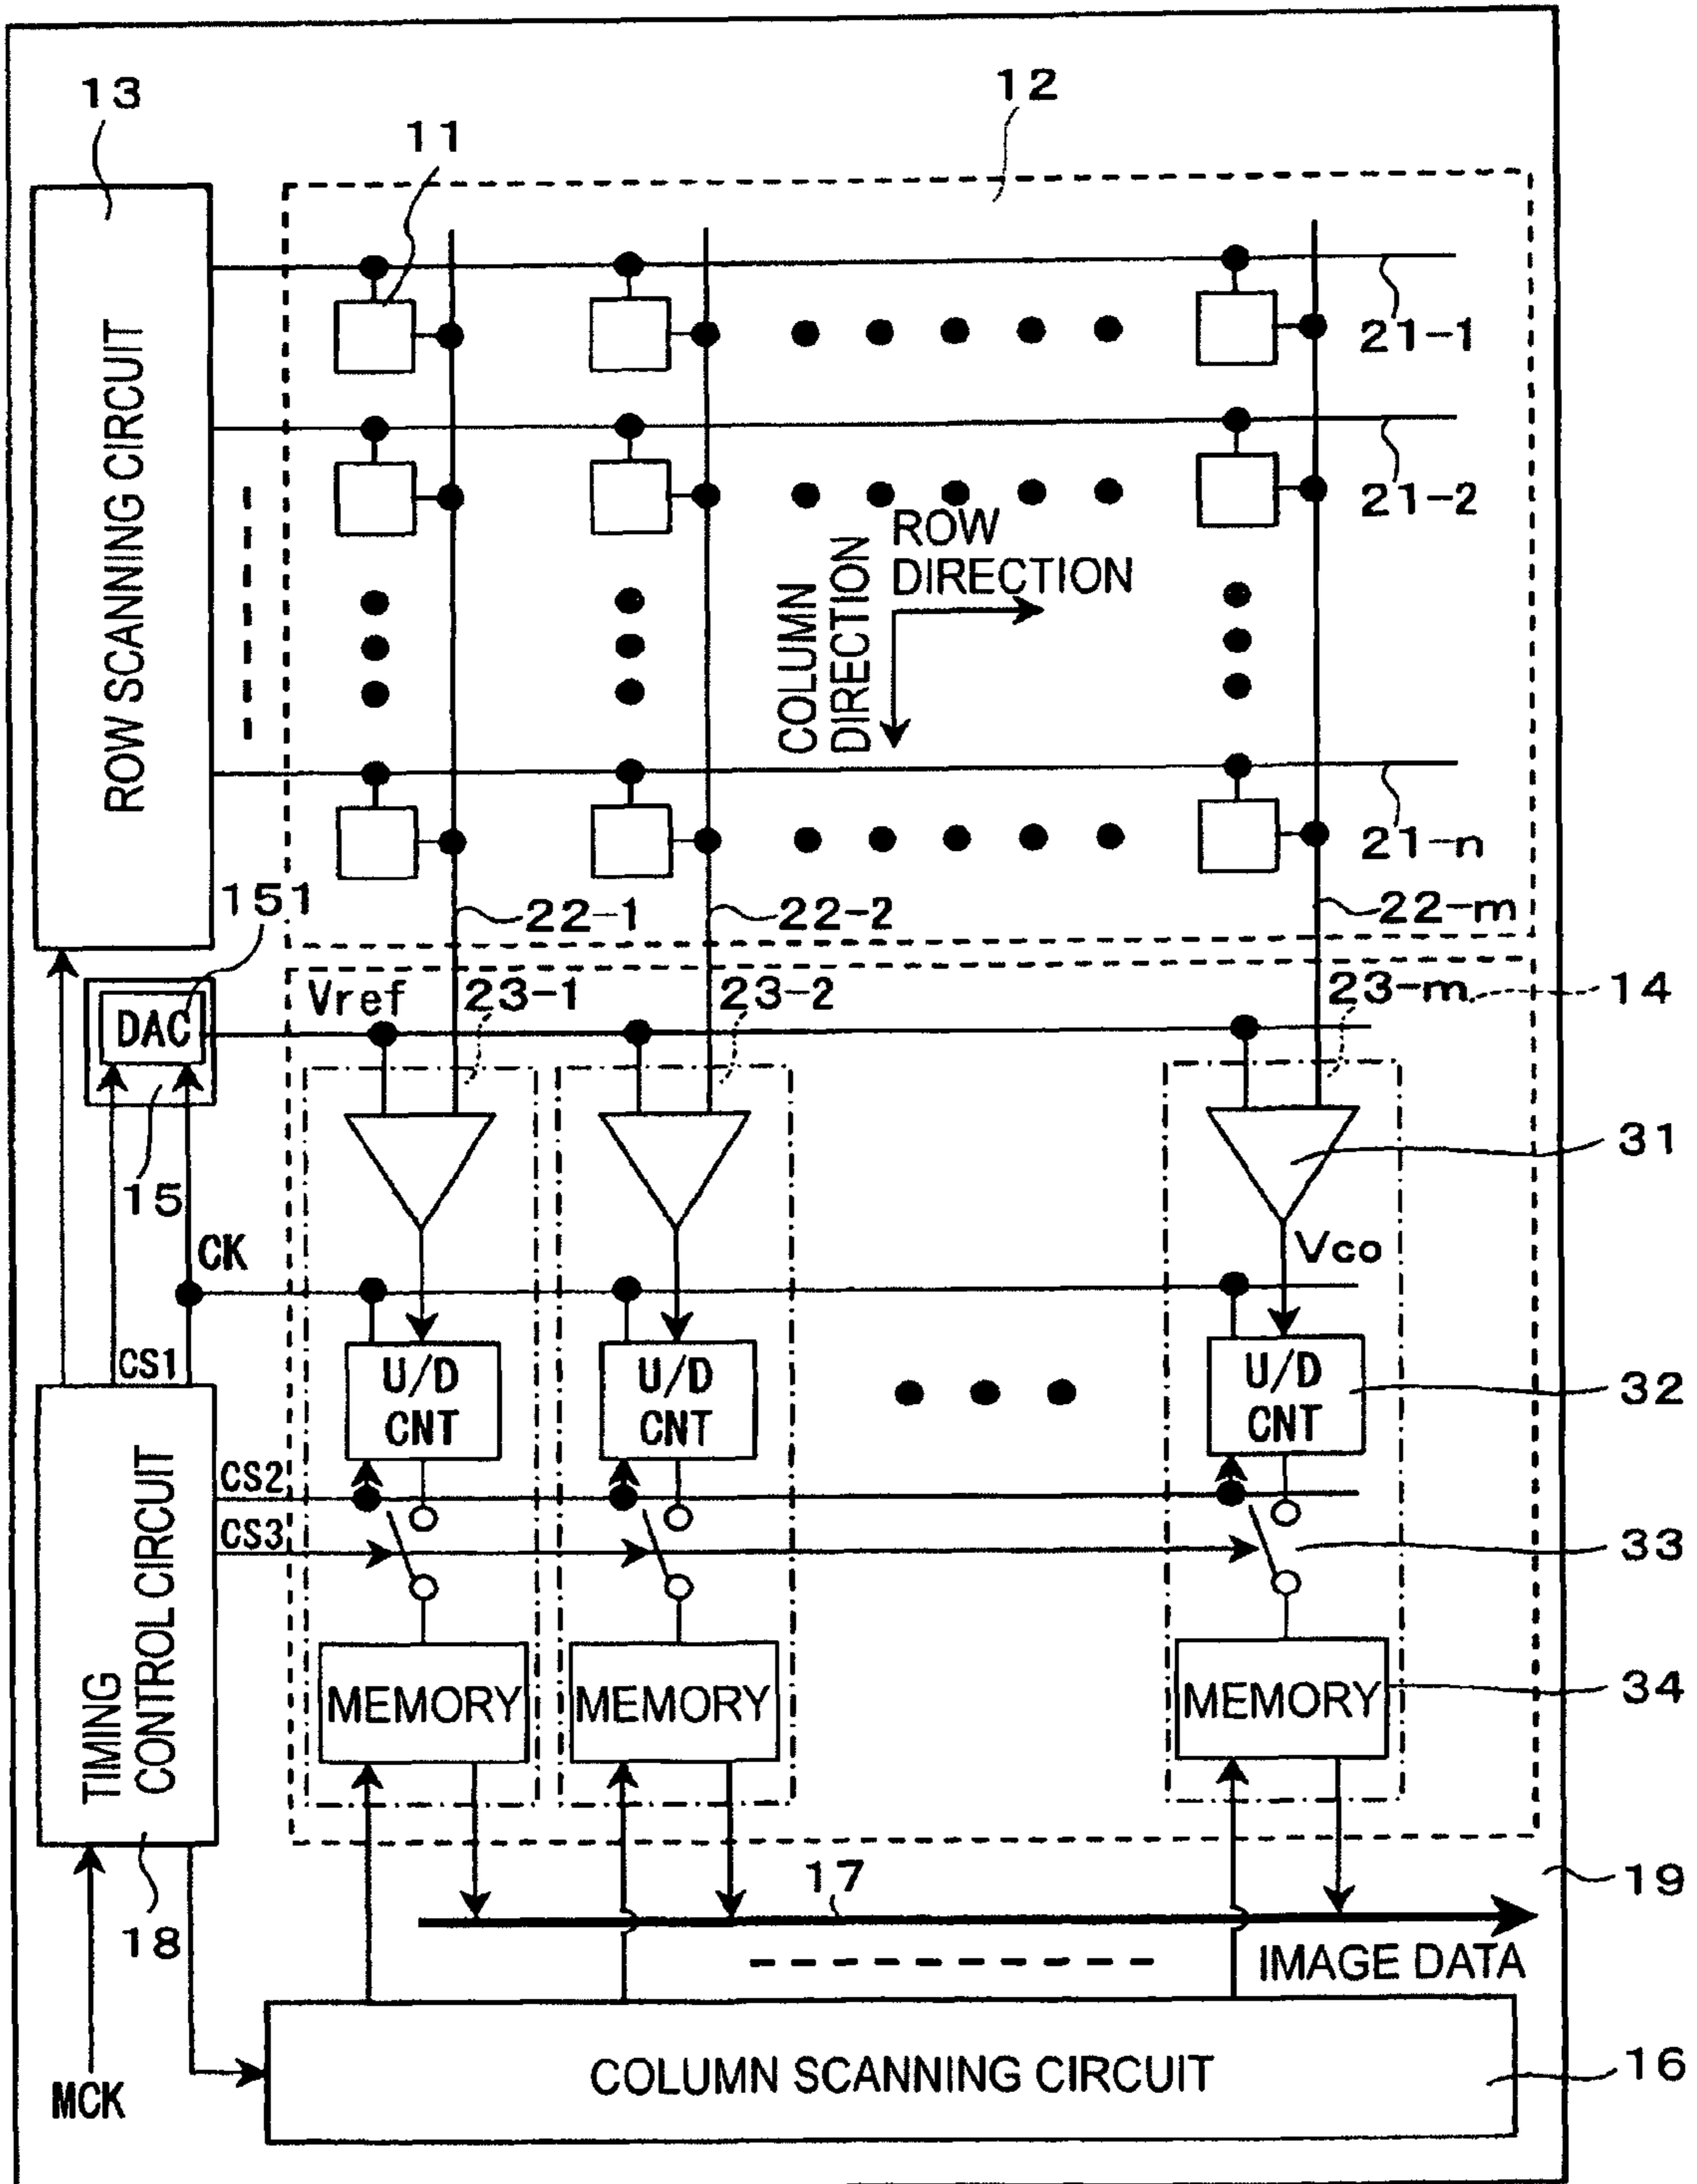 13
12
11
ROW SCANNING CIRCUIT
21-1
21-2
ROW
DIRECTION
COLUMN
DIRECTION
21-n
151
22-1
22-2
22-m
Vref
23-1
23-2
23-m
14
DAC
15
31
CK
Vco
CS1
U/D
CNT
U/D
CNT
U/D
CNT
32
TIMING
CONTROL CIRCUIT
CS2
CS3
33
MEMORY
MEMORY
MEMORY
34
17
19
18
IMAGE DATA
MCK
COLUMN SCANNING CIRCUIT
16